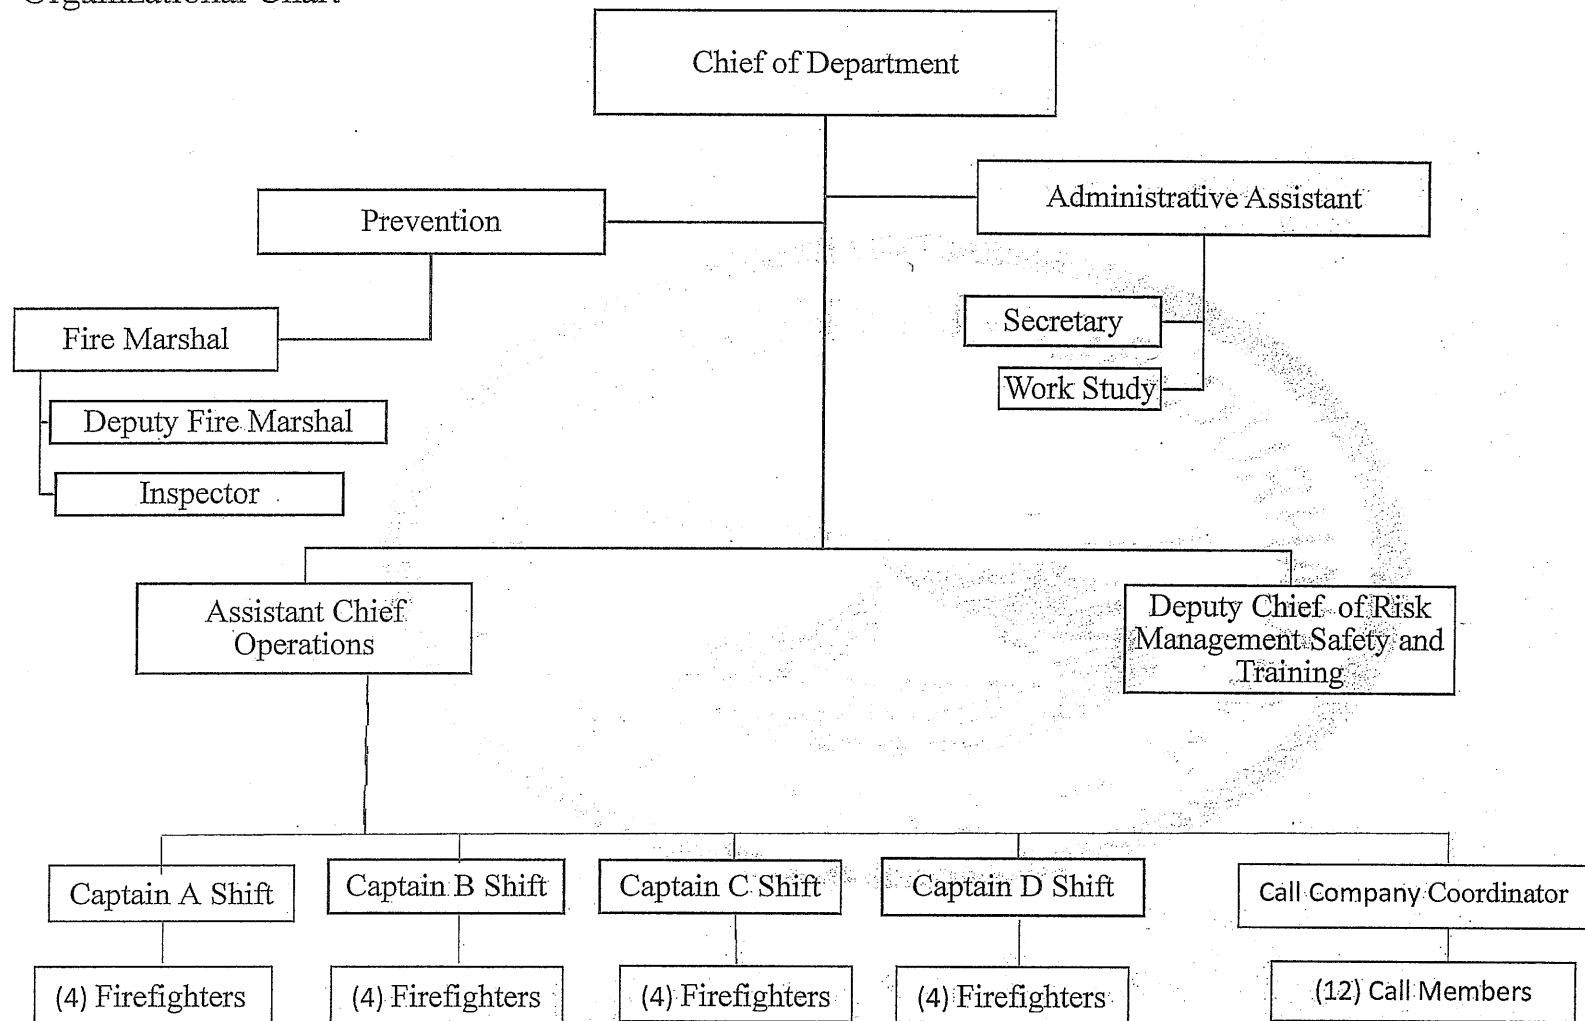 Organizational Chart
Chief of Department
Administrative Assistant
Prevention
Secretary
Fire Marshal
Work Study
Deputy Fire Marshal
Inspector
Assistant Chief
Operations
Deputy Chief of Risk
Management Safety and
Training
Captain A Shift
Captain B Shift
Captain C Shift
Captain D Shift
Call Company Coordinator
(4) Firefighters
(4) Firefighters
(4) Firefighters
(4) Firefighters
(12) Call Members